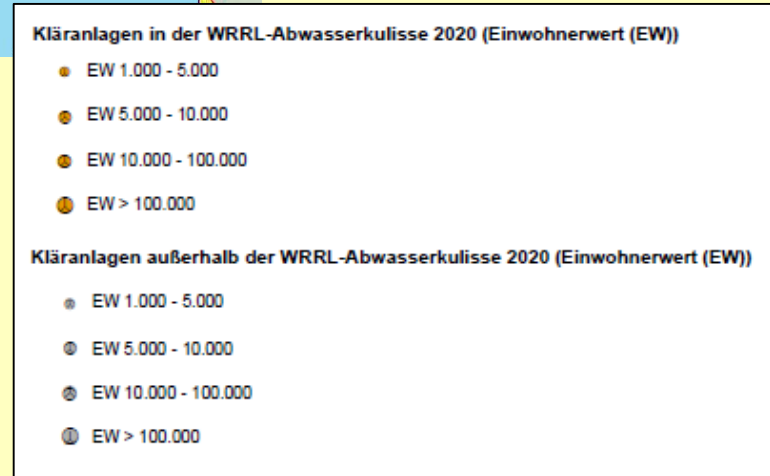 Kläranlagen in der WRRL-Abwasserkulisse 2020 (Einwohnerwert (EW))
EW 1.000 - 5.000
EW 5.000 - 10.000
EW 10.000 - 100.000
EW > 100.000
Kläranlagen außerhalb der WRRL-Abwasserkulisse 2020 (Einwohnerwert (EW))
EW 1.000 - 5.000
EW 5.000 - 10.000
EW 10.000 - 100.000
EW > 100.000